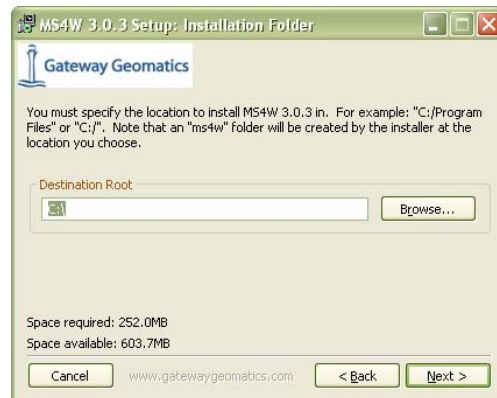 MS4W 3.0.3 Setup: Installation Folder
Gateway Geomatics
You must specify the location to install MS4W 3.0.3 in. For example: "C:/Program
Files" or "C:/". Note that an "ms4w" folder will be created by the installer at the
location you choose.
Destination Root
C:\
Browse...
Space required: 252.0MB
Space available: 603.7MB
Cancel
www.gatewaygeomatics.com
< Back
Next >